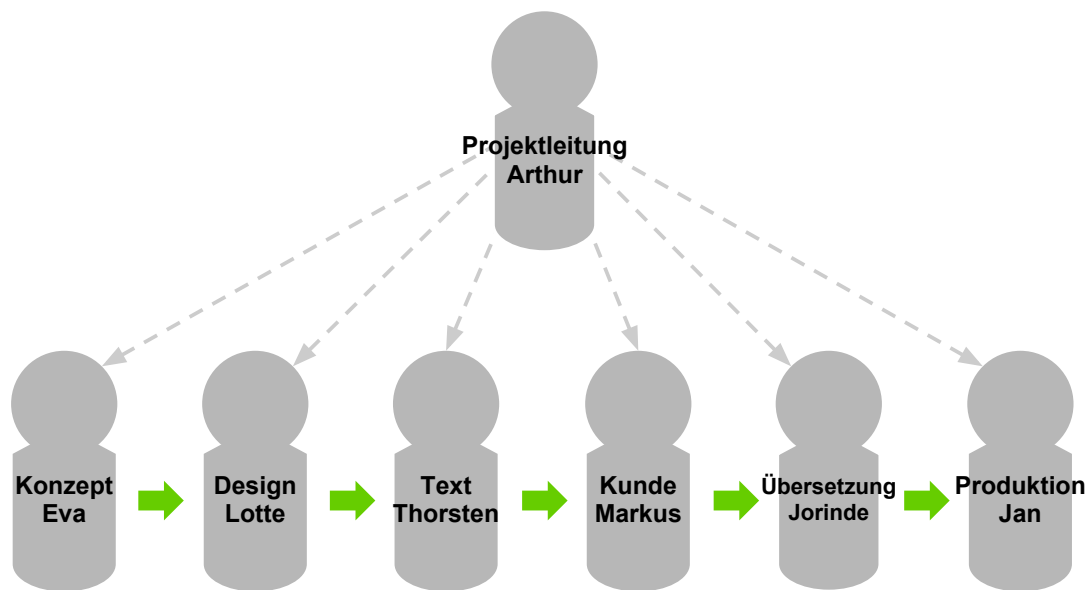 Projektleitung
Arthur
Konzept
Eva
Design
Lotte
Text
Thorsten
Kunde
Markus
Übersetzung
Jorinde
Produktion
Jan